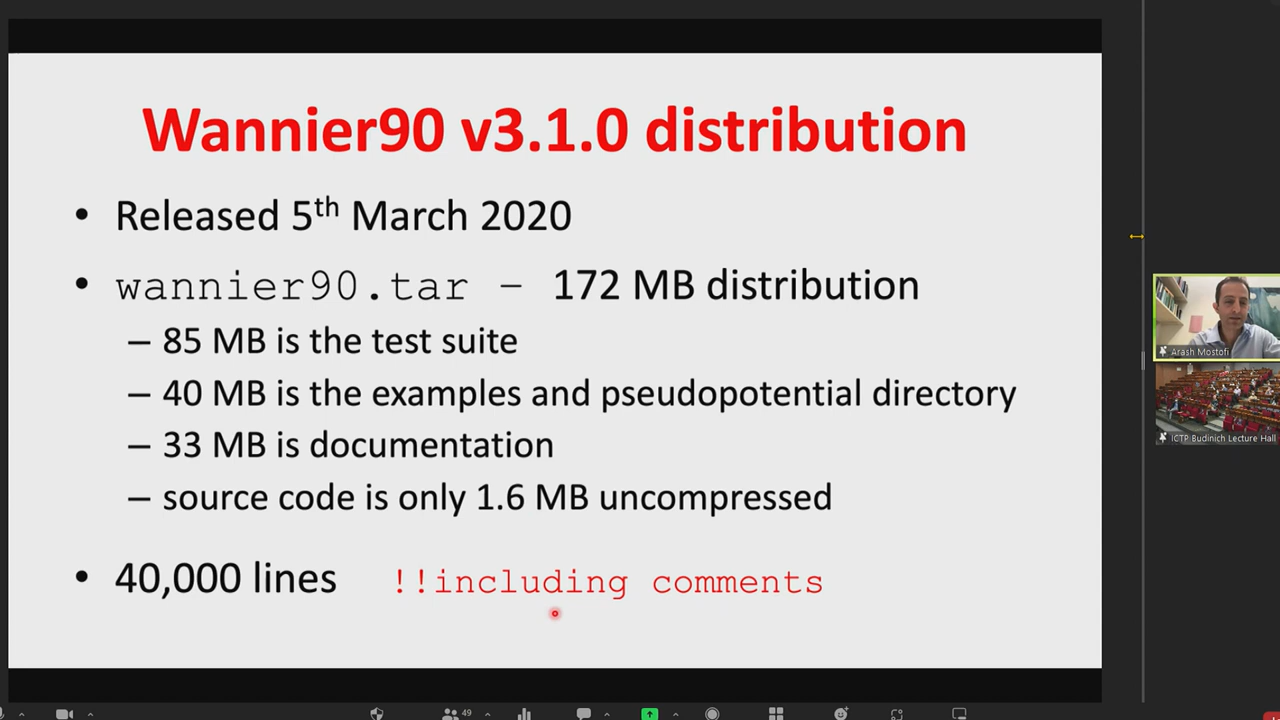 Wannier90 v3.1.0 distribution
• Released 5th March 2020
• wannier90.tar – 172 MB distribution
– 85 MB is the test suite
– 40 MB is the examples and pseudopotential directory
– 33 MB is documentation
– source code is only 1.6 MB uncompressed
• 40,000 lines !!including comments
Arash Mostofi
ICTP Budinich Lecture Hall
49